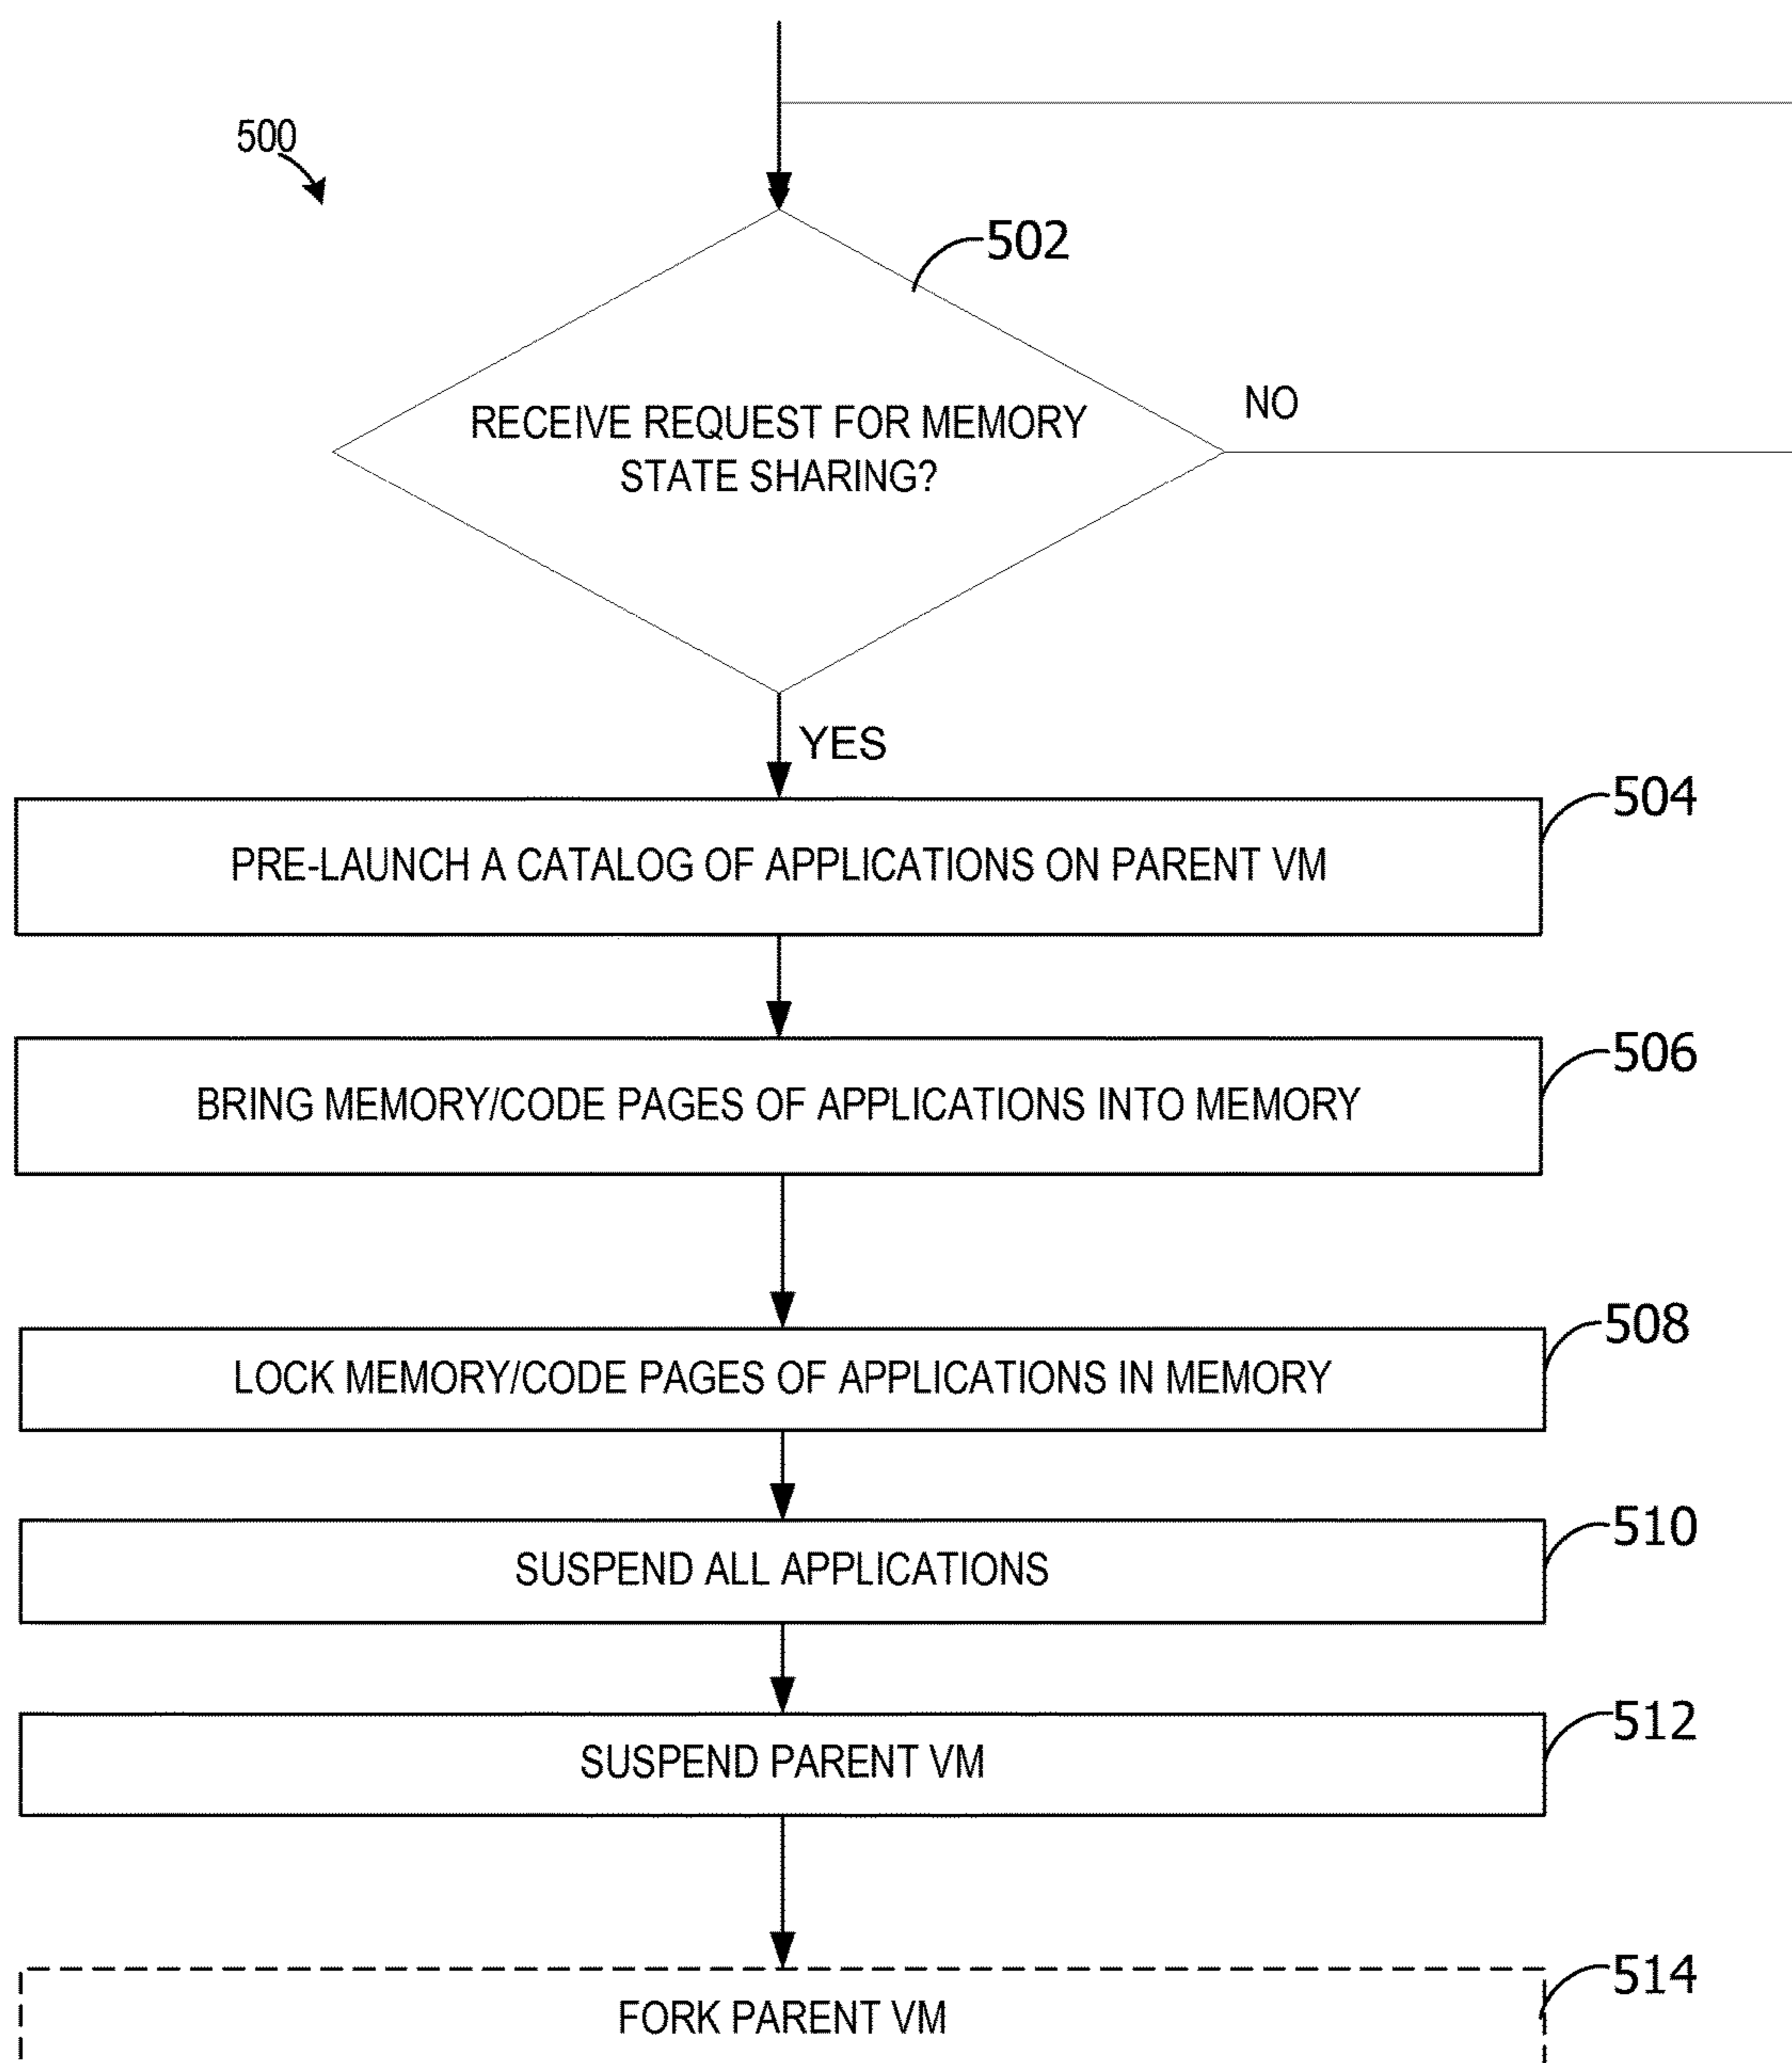 500
502
RECEIVE REQUEST FOR MEMORY
STATE SHARING?
NO
YES
504
PRE-LAUNCH A CATALOG OF APPLICATIONS ON PARENT VM
506
BRING MEMORY/CODE PAGES OF APPLICATIONS INTO MEMORY
508
LOCK MEMORY/CODE PAGES OF APPLICATIONS IN MEMORY
510
SUSPEND ALL APPLICATIONS
512
SUSPEND PARENT VM
514
FORK PARENT VM